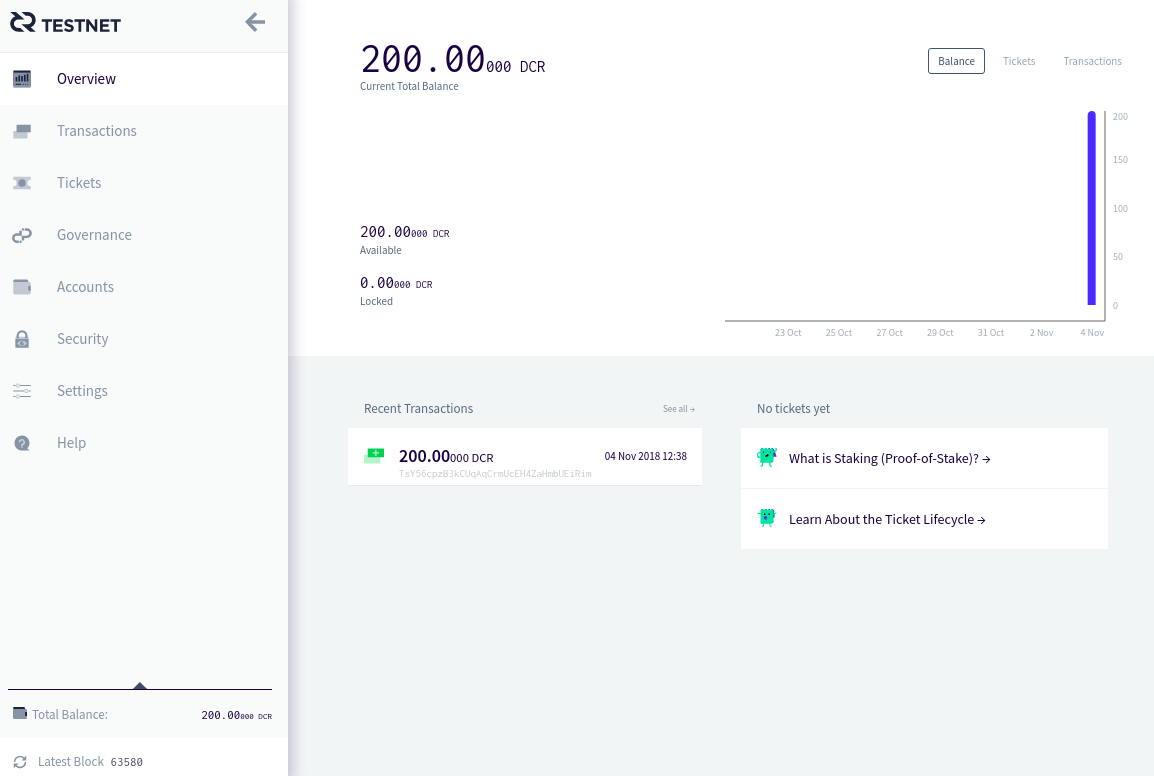 TESTNET
Overview
Transactions
Tickets
Governance
Accounts
Security
Settings
Help
Total Balance: 200.00000 DCR
Latest Block 63580
200.00000 DCR
Current Total Balance
200.00000 DCR
Available
0.00000 DCR
Locked
Balance Tickets Transactions
200
150
100
50
0
23 Oct 25 Oct 27 Oct 29 Oct 31 Oct 2 Nov 4 Nov
Recent Transactions See all →
200.00000 DCR 04 Nov 2018 12:38
TsY56cpzB3kCUqAqCrmUcEH4ZaHmbUEiRim
No tickets yet
What is Staking (Proof-of-Stake)? →
Learn About the Ticket Lifecycle →